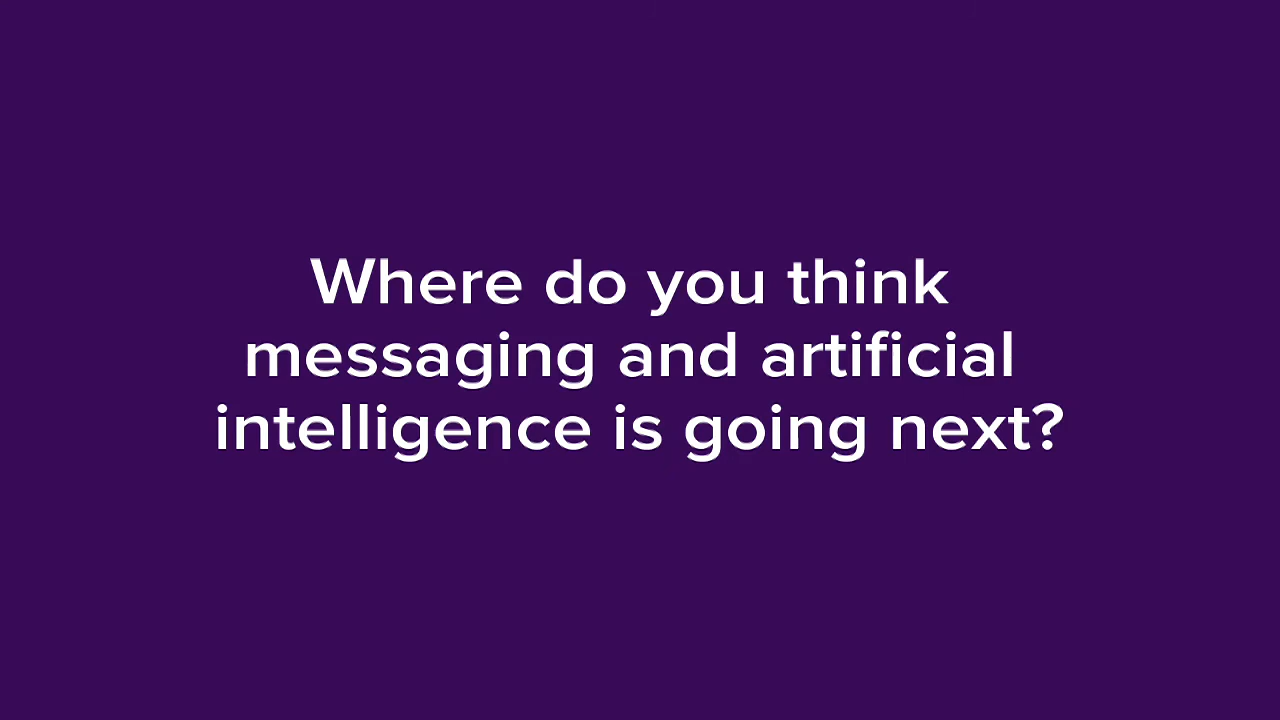 Where do you think
messaging and artificial
intelligence is going next?